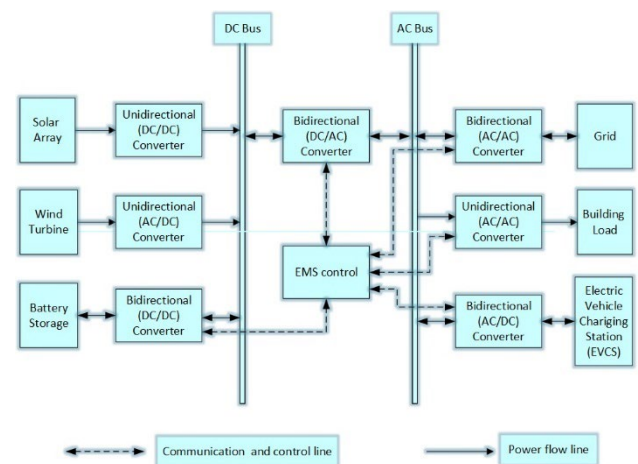 DC Bus
AC Bus
Solar
Array
Unidirectional
(DC/DC)
Converter
Bidirectional
(DC/AC)
Converter
Bidirectional
(AC/AC)
Converter
Grid
Wind
Turbine
Unidirectional
(AC/DC)
Converter
Unidirectional
(AC/AC)
Converter
Building
Load
EMS control
Battery
Storage
Bidirectional
(DC/DC)
Converter
Bidirectional
(AC/DC)
Converter
Electric
Vehicle
Chariging
Station
(EVCS)
Communication and control line
Power flow line